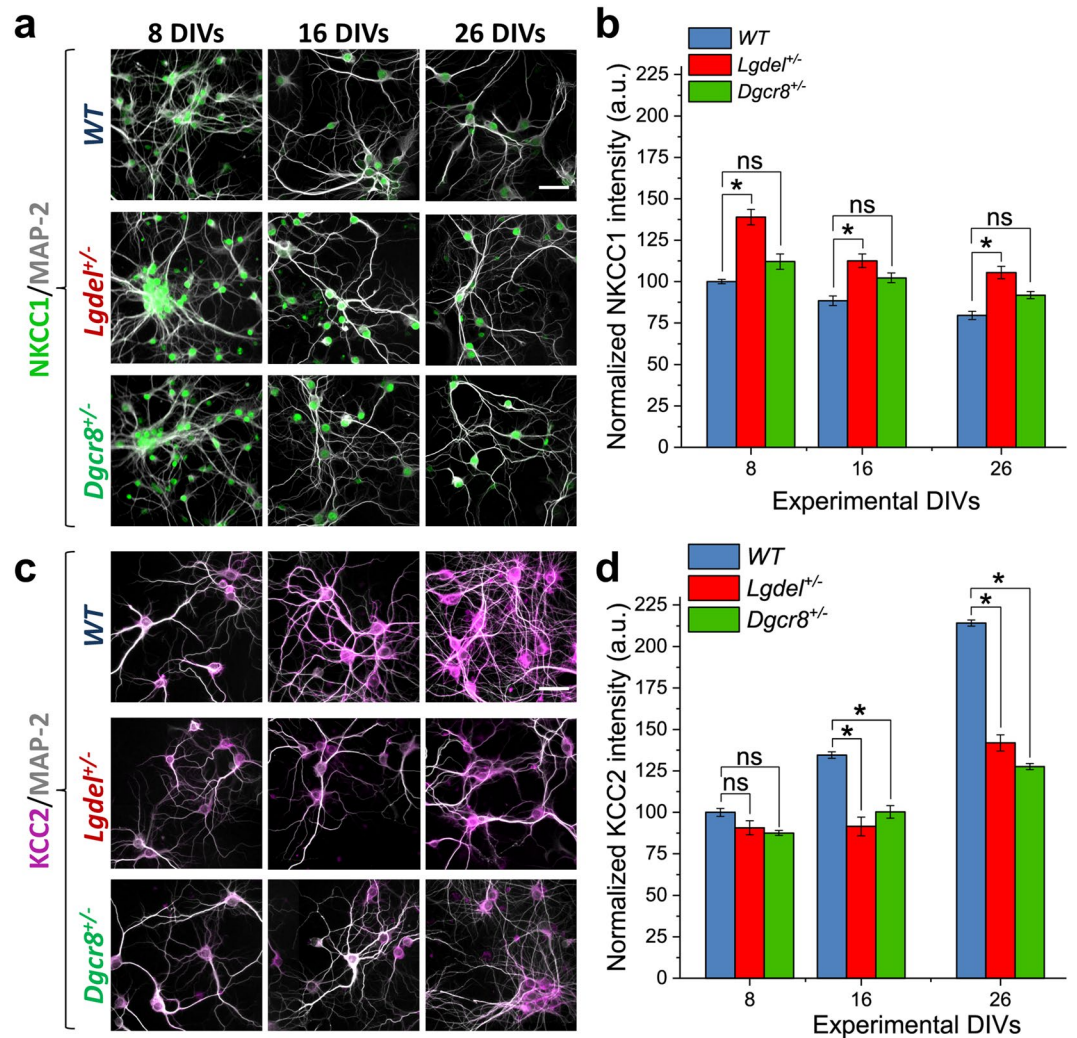 a
8 DIVs 16 DIVs 26 DIVs
NKCC1/MAP-2
WT
Lgdel+/-
Dgcr8+/-
b
WT
Lgdel+/-
Dgcr8+/-
Normalized NKCC1 intensity (a.u.)
225
200
175
150
125
100
75
50
25
0
ns
*
ns
*
ns
*
8 16 26
Experimental DIVs
c
KCC2/MAP-2
WT
Lgdel+/-
Dgcr8+/-
d
WT
Lgdel+/-
Dgcr8+/-
Normalized KCC2 intensity (a.u.)
225
200
175
150
125
100
75
50
25
0
ns
ns
*
*
*
*
8 16 26
Experimental DIVs